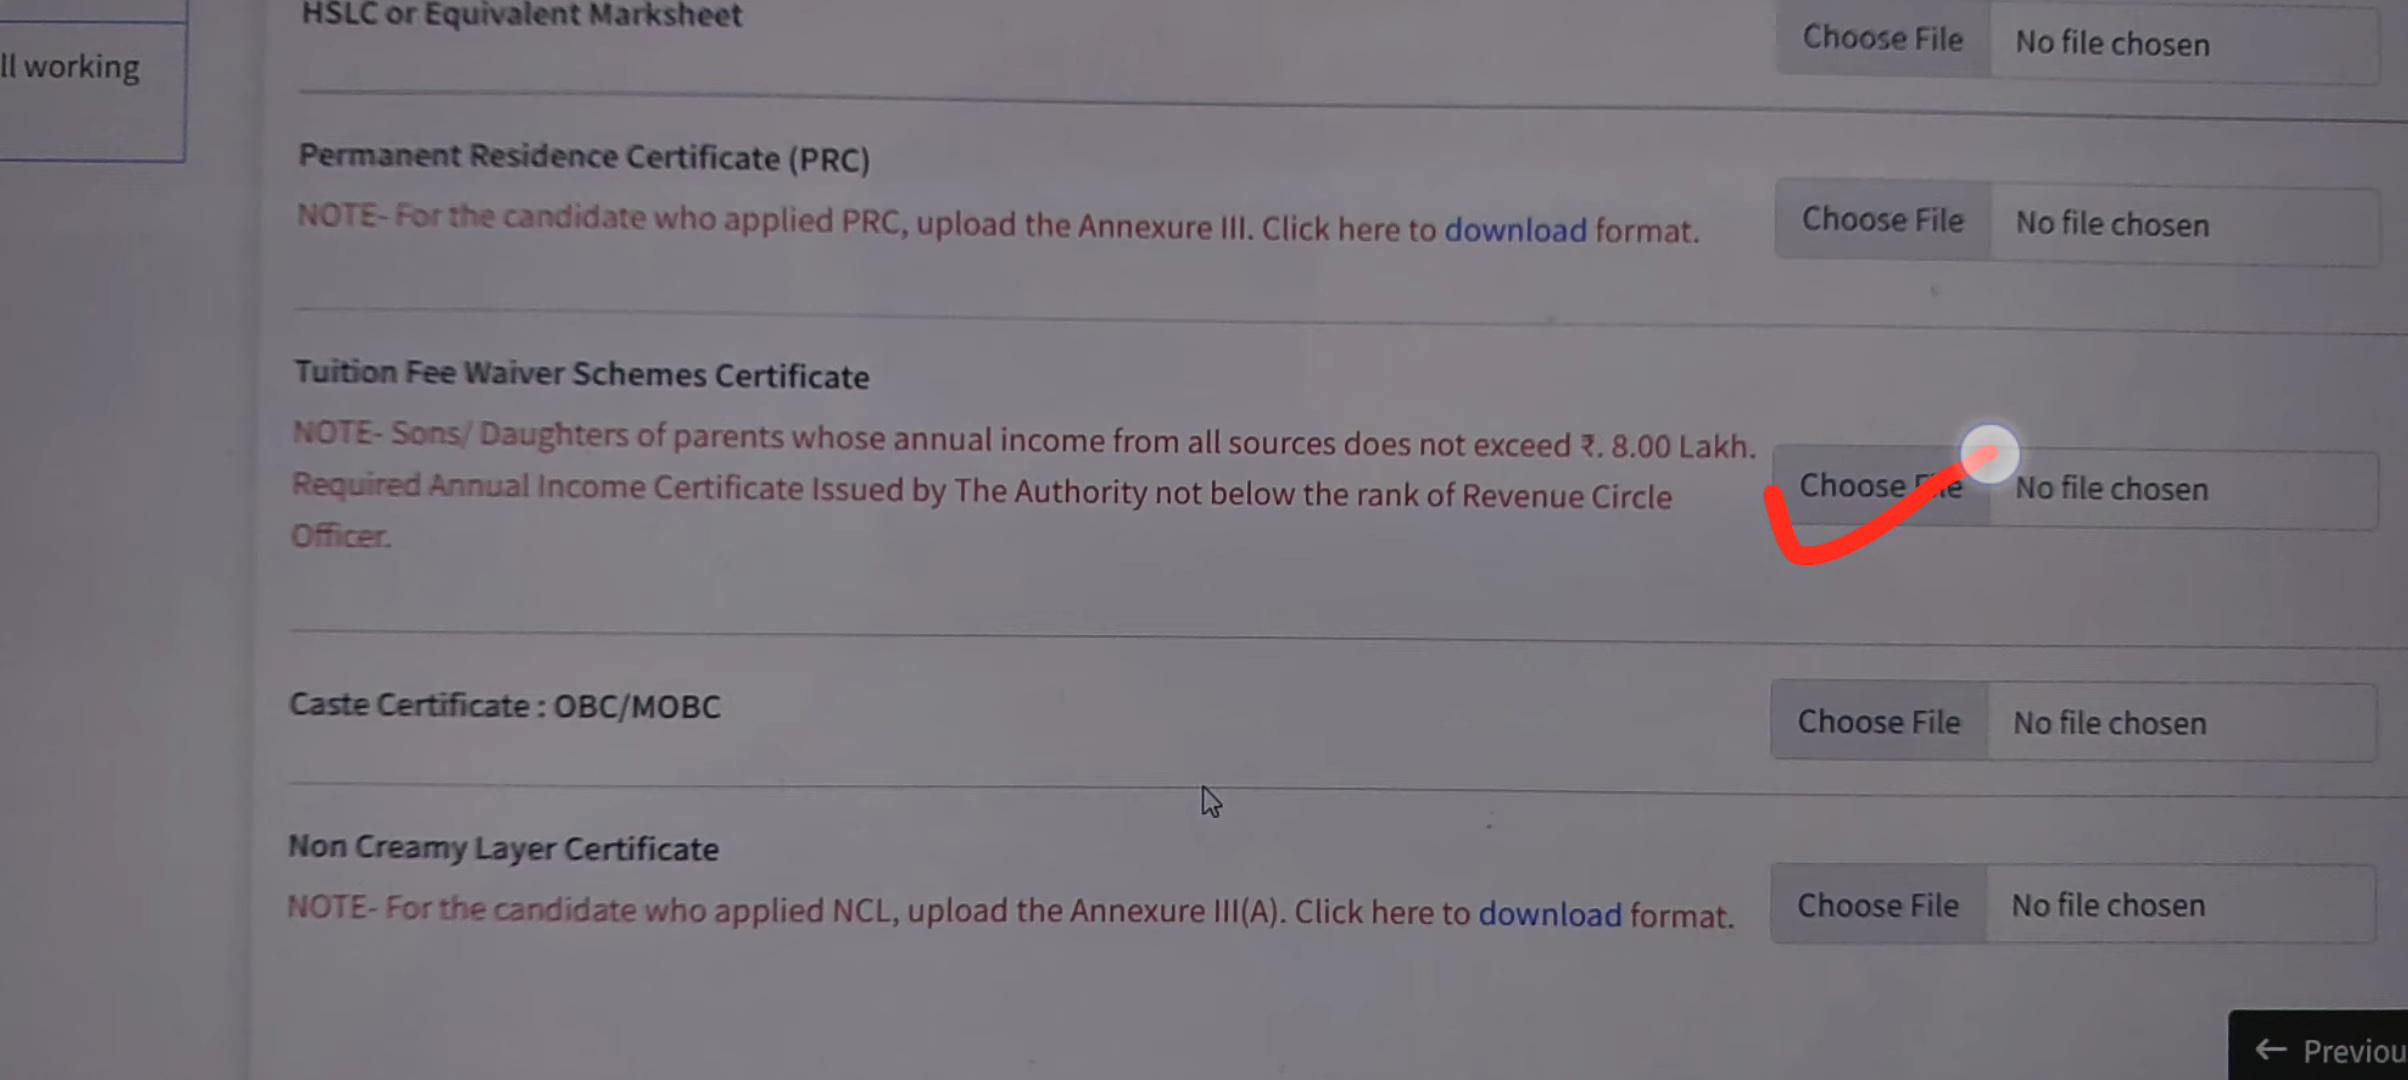 HSLC or Equivalent Marksheet
Choose File No file chosen
ll working
Permanent Residence Certificate (PRC)
NOTE- For the candidate who applied PRC, upload the Annexure III. Click here to download format.
Choose File No file chosen
Tuition Fee Waiver Schemes Certificate
NOTE- Sons/ Daughters of parents whose annual income from all sources does not exceed ₹. 8.00 Lakh.
Required Annual Income Certificate Issued by The Authority not below the rank of Revenue Circle
Officer.
Choose File No file chosen
Caste Certificate : OBC/MOBC
Choose File No file chosen
Non Creamy Layer Certificate
NOTE- For the candidate who applied NCL, upload the Annexure III(A). Click here to download format.
Choose File No file chosen
← Previou